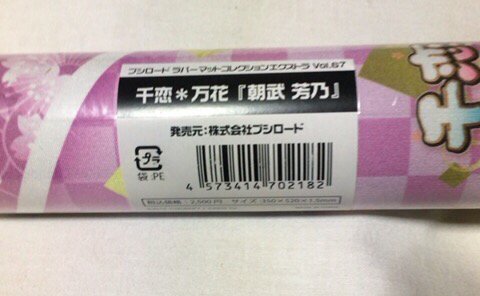 ブシロード ラバーマットコレクションエクストラ Vol.67
千恋＊万花『朝武 芳乃』
発売元：株式会社ブシロード
プラ
袋:PE
4 573414 702182
税込価格：2,500円 サイズ：350×620×1.5mm
千恋